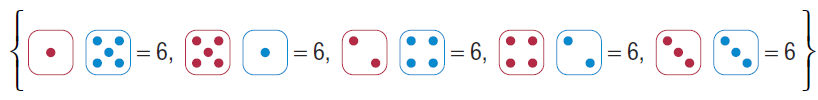 { = 6, = 6, = 6, = 6, = 6 }